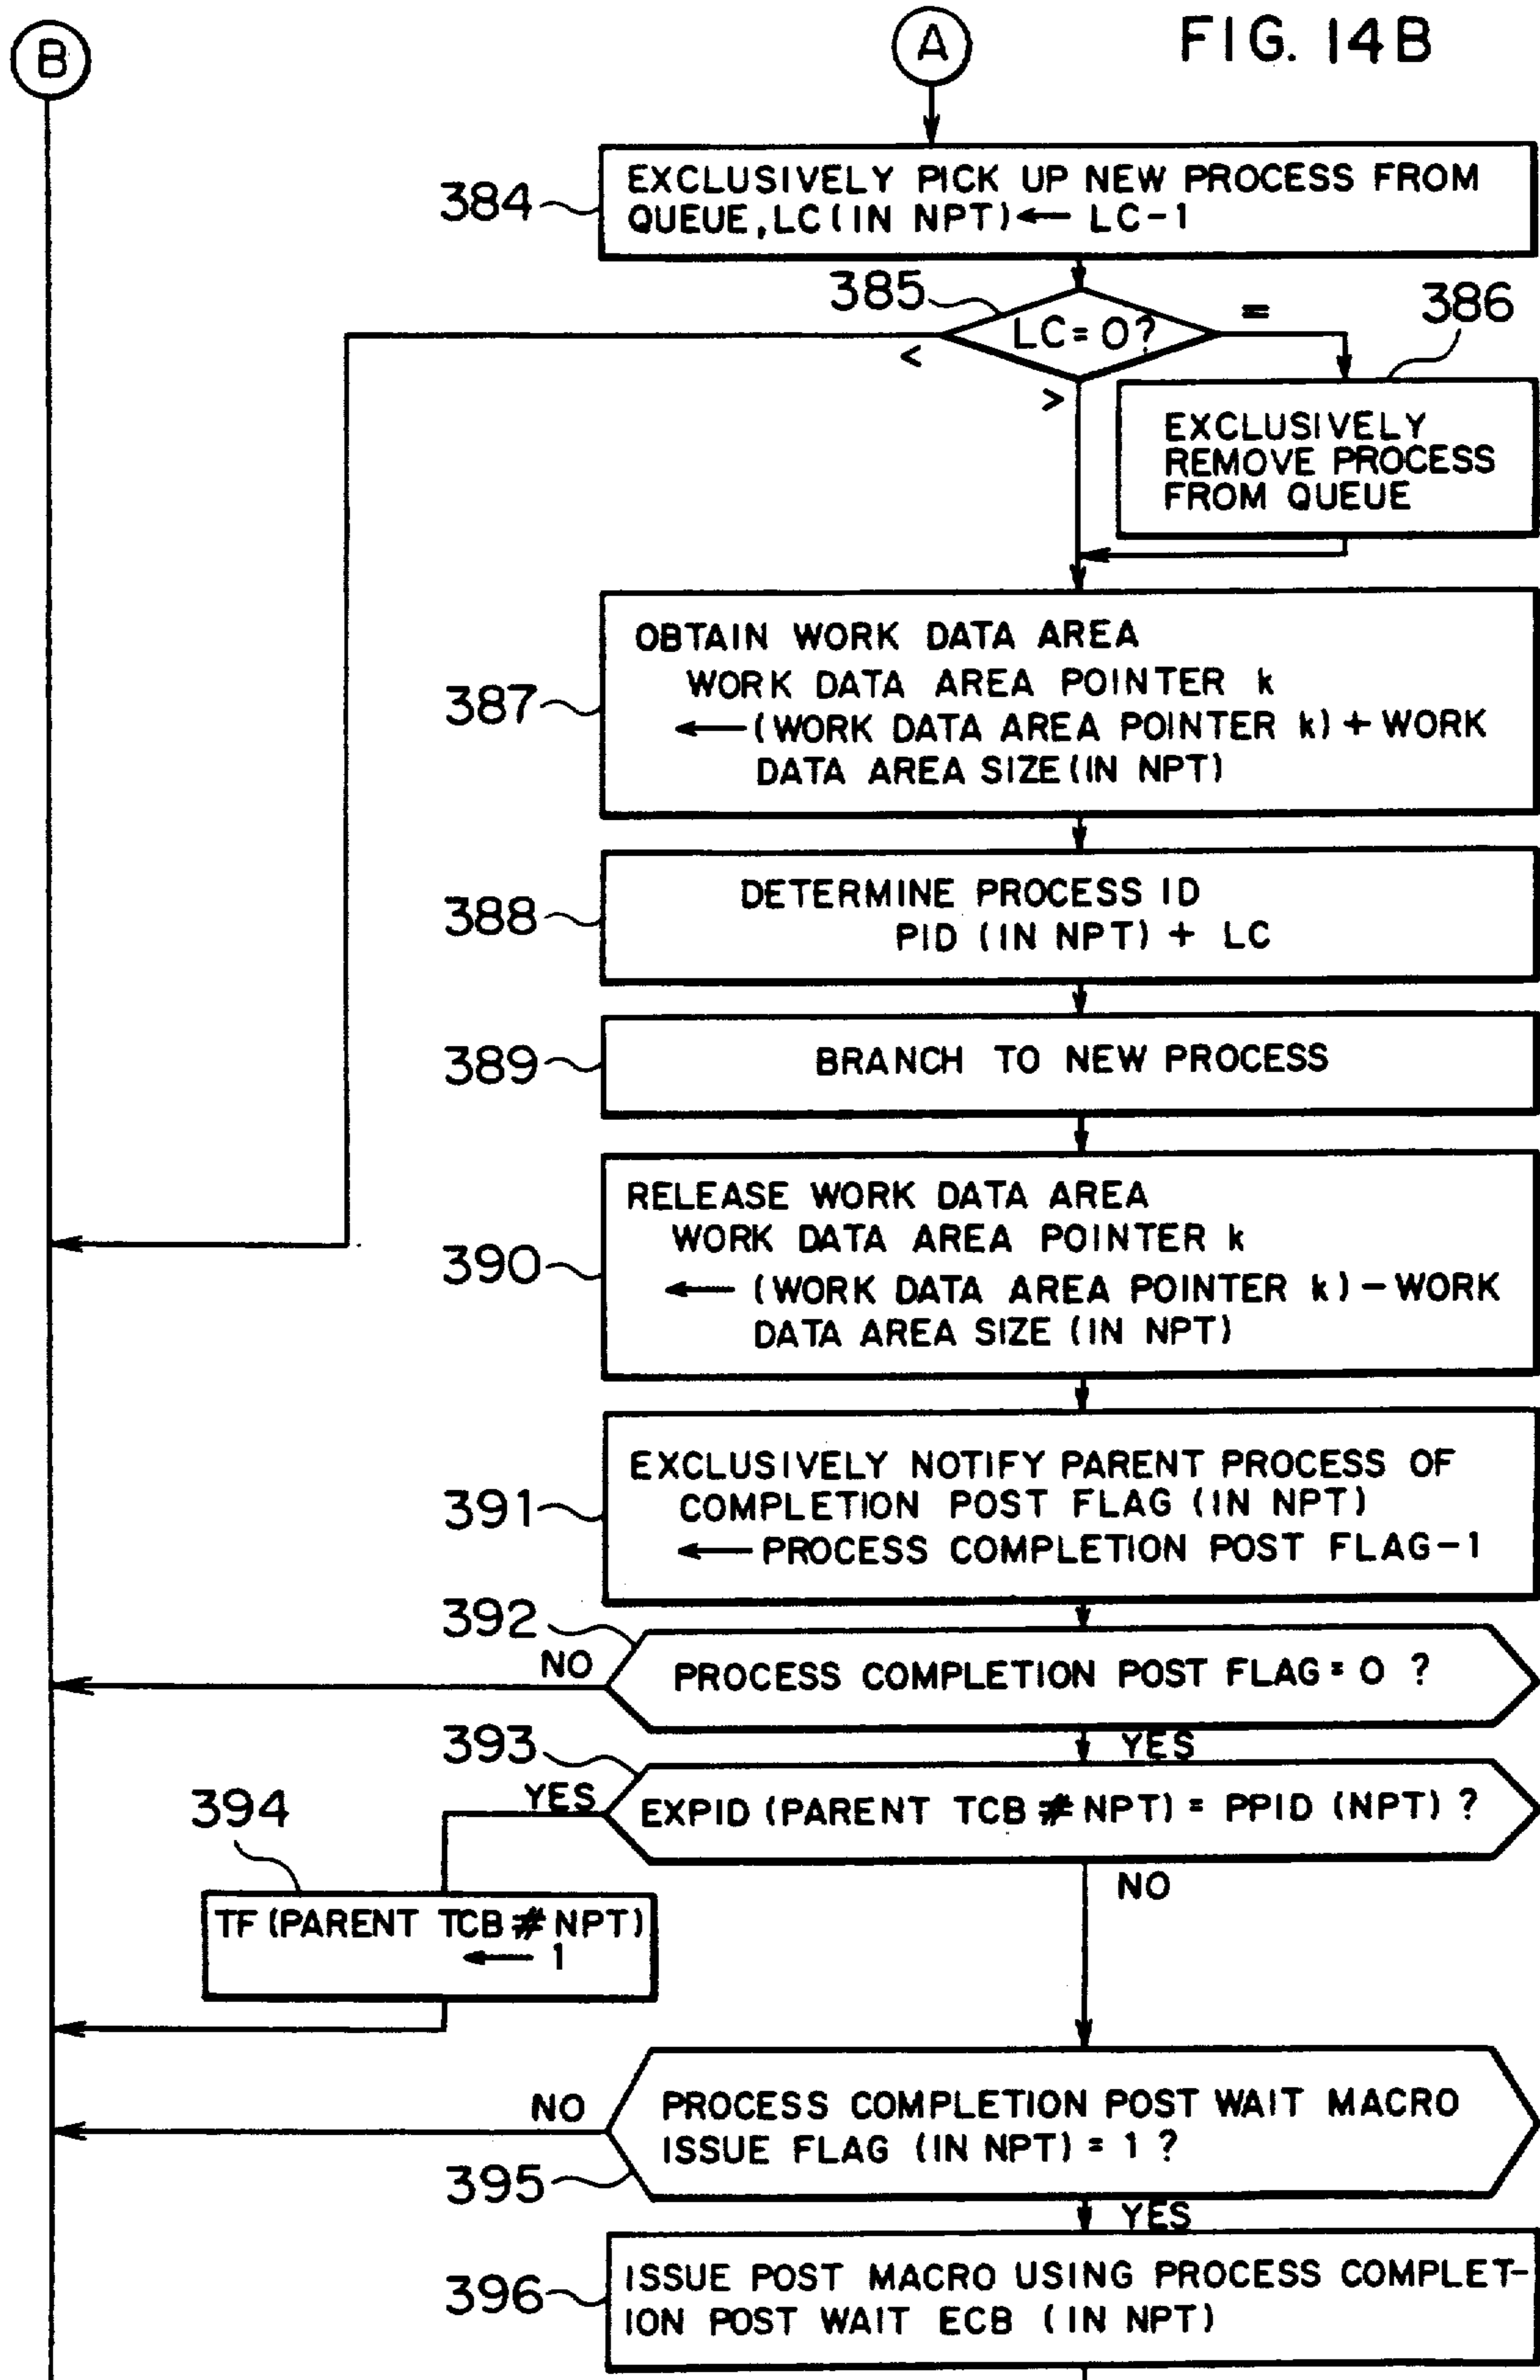 B
A
FIG. 14B
384
EXCLUSIVELY PICK UP NEW PROCESS FROM
QUEUE, LC (IN NPT) ← LC-1
385
LC = 0?
=
<
>
386
EXCLUSIVELY
REMOVE PROCESS
FROM QUEUE
387
OBTAIN WORK DATA AREA
WORK DATA AREA POINTER k
← (WORK DATA AREA POINTER k) + WORK
DATA AREA SIZE (IN NPT)
388
DETERMINE PROCESS ID
PID (IN NPT) + LC
389
BRANCH TO NEW PROCESS
390
RELEASE WORK DATA AREA
WORK DATA AREA POINTER k
← (WORK DATA AREA POINTER k) - WORK
DATA AREA SIZE (IN NPT)
391
EXCLUSIVELY NOTIFY PARENT PROCESS OF
COMPLETION POST FLAG (IN NPT)
← PROCESS COMPLETION POST FLAG-1
392
NO
PROCESS COMPLETION POST FLAG = 0 ?
YES
393
YES
EXPID (PARENT TCB # NPT) = PPID (NPT) ?
NO
394
TF (PARENT TCB # NPT)
← 1
NO
PROCESS COMPLETION POST WAIT MACRO
ISSUE FLAG (IN NPT) = 1 ?
395
YES
396
ISSUE POST MACRO USING PROCESS COMPLET-
ION POST WAIT ECB (IN NPT)